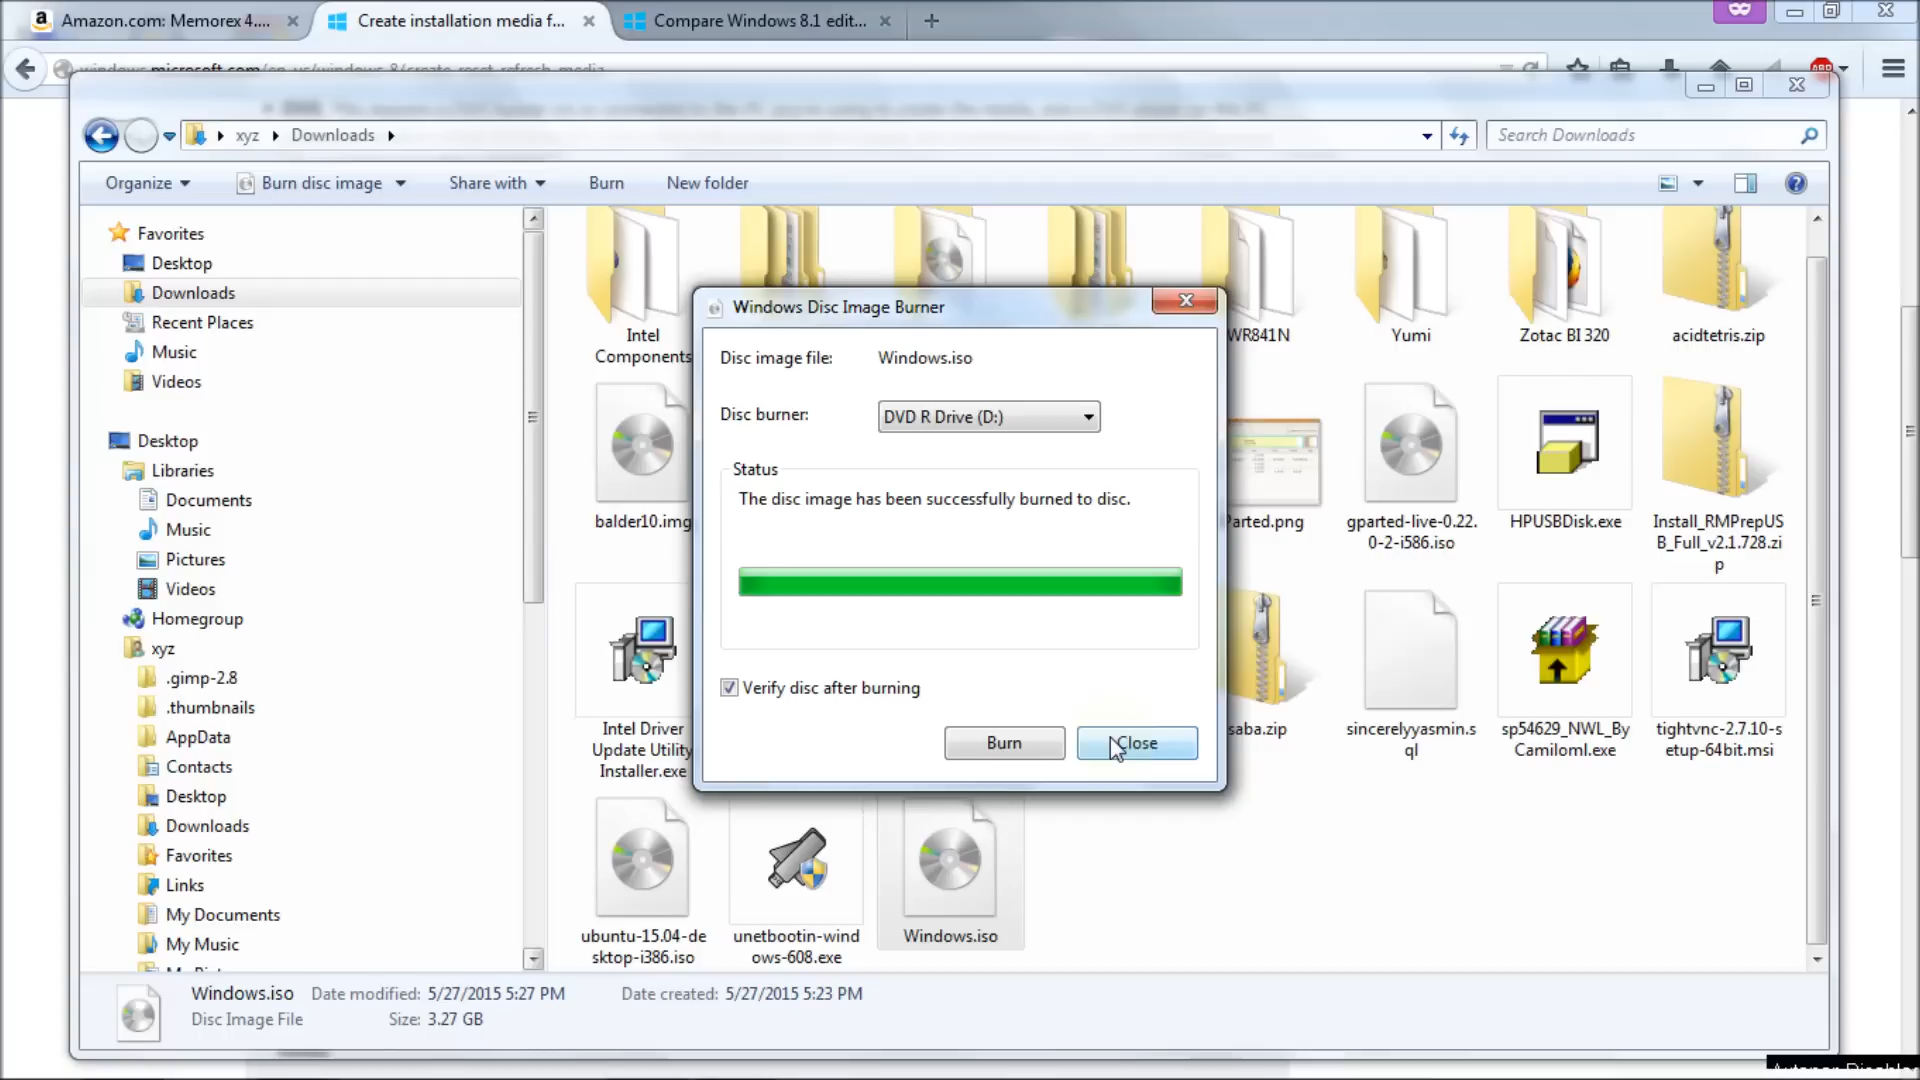 Amazon.com: Memorex 4....
Create installation media f...
Compare Windows 8.1 edit...
xyz
Downloads
Search Downloads
Organize
Burn disc image
Share with
Burn
New folder
Favorites
Desktop
Downloads
Recent Places
Music
Videos
Desktop
Libraries
Documents
Music
Pictures
Videos
Homegroup
xyz
.gimp-2.8
.thumbnails
AppData
Contacts
Desktop
Downloads
Favorites
Links
My Documents
My Music
Intel
Components
WR841N
Yumi
Zotac BI 320
acidtetris.zip
balder10.img
Parted.png
gparted-live-0.22.
0-2-i586.iso
HPUSBDisk.exe
Install_RMPrepUS
B_Full_v2.1.728.zi
p
Intel Driver
Update Utility
Installer.exe
saba.zip
sincerelyyasmin.s
ql
sp54629_NWL_By
Camiloml.exe
tightvnc-2.7.10-s
etup-64bit.msi
ubuntu-15.04-de
sktop-i386.iso
unetbootin-wind
ows-608.exe
Windows.iso
Windows Disc Image Burner
Disc image file: Windows.iso
Disc burner: DVD R Drive (D:)
Status
The disc image has been successfully burned to disc.
Verify disc after burning
Burn
Close
Windows.iso Date modified: 5/27/2015 5:27 PM Date created: 5/27/2015 5:23 PM
Disc Image File Size: 3.27 GB